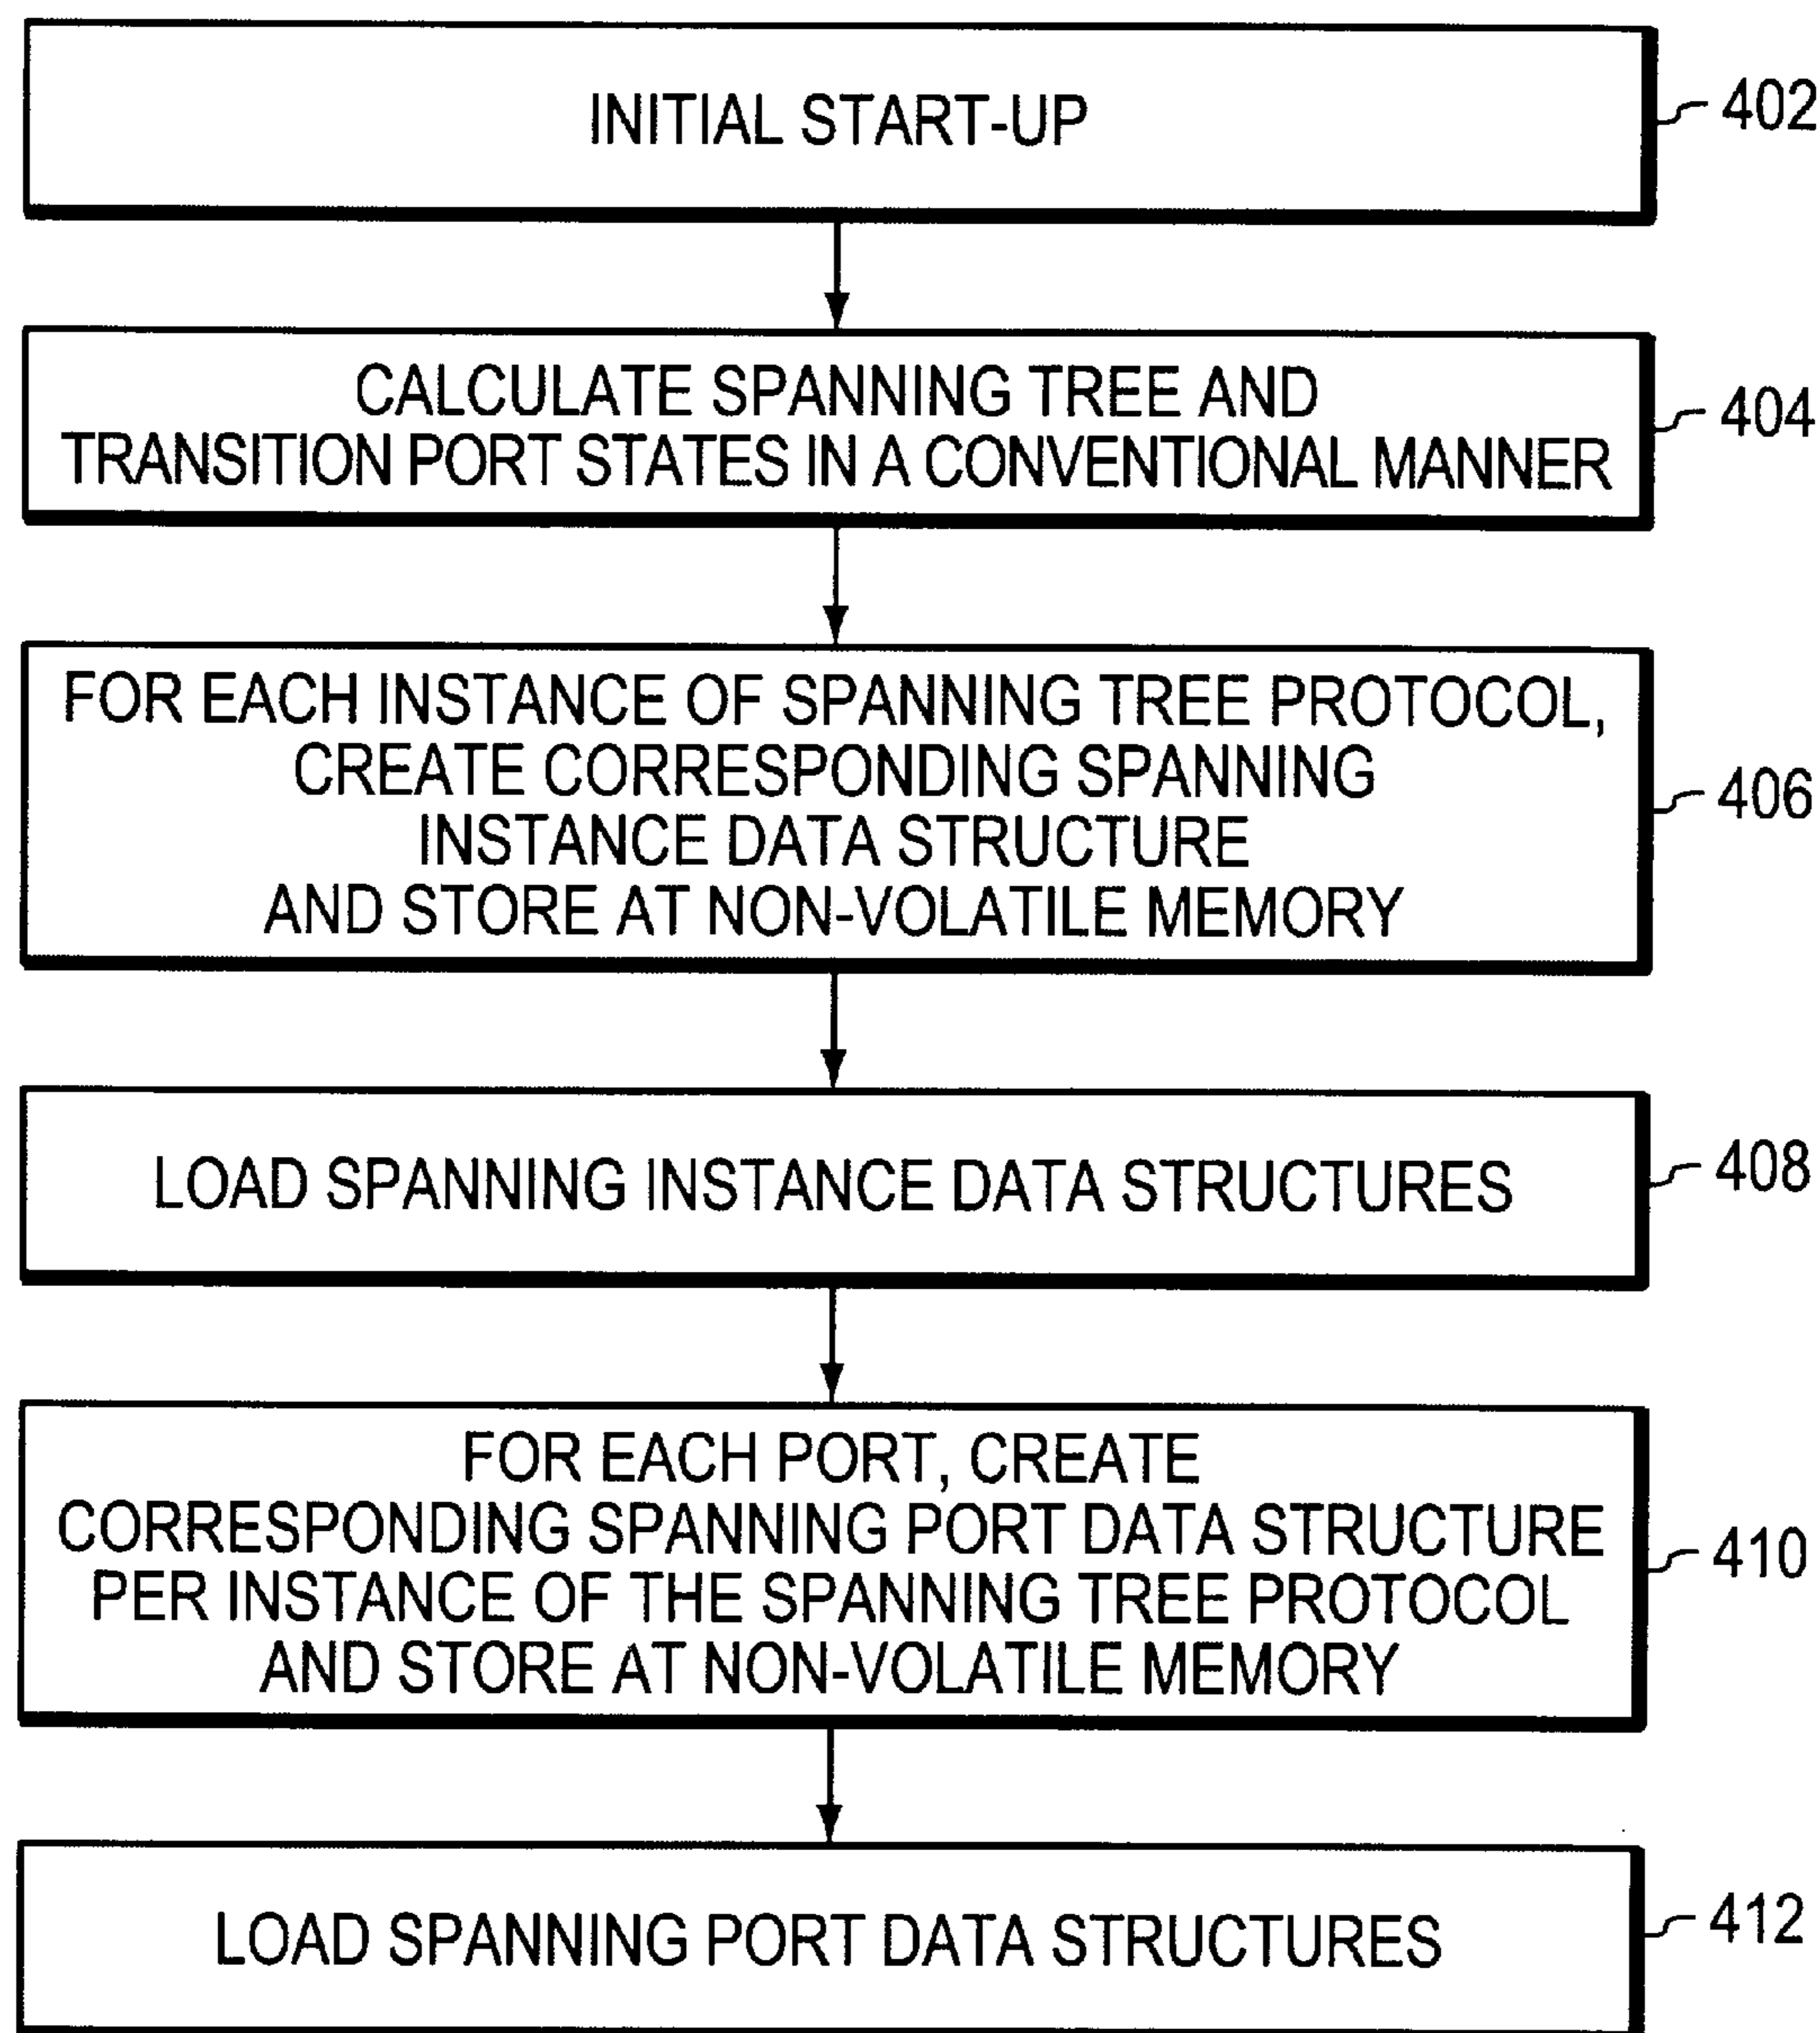 INITIAL START-UP
402
CALCULATE SPANNING TREE AND
TRANSITION PORT STATES IN A CONVENTIONAL MANNER
404
FOR EACH INSTANCE OF SPANNING TREE PROTOCOL,
CREATE CORRESPONDING SPANNING
INSTANCE DATA STRUCTURE
AND STORE AT NON-VOLATILE MEMORY
406
LOAD SPANNING INSTANCE DATA STRUCTURES
408
FOR EACH PORT, CREATE
CORRESPONDING SPANNING PORT DATA STRUCTURE
PER INSTANCE OF THE SPANNING TREE PROTOCOL
AND STORE AT NON-VOLATILE MEMORY
410
LOAD SPANNING PORT DATA STRUCTURES
412